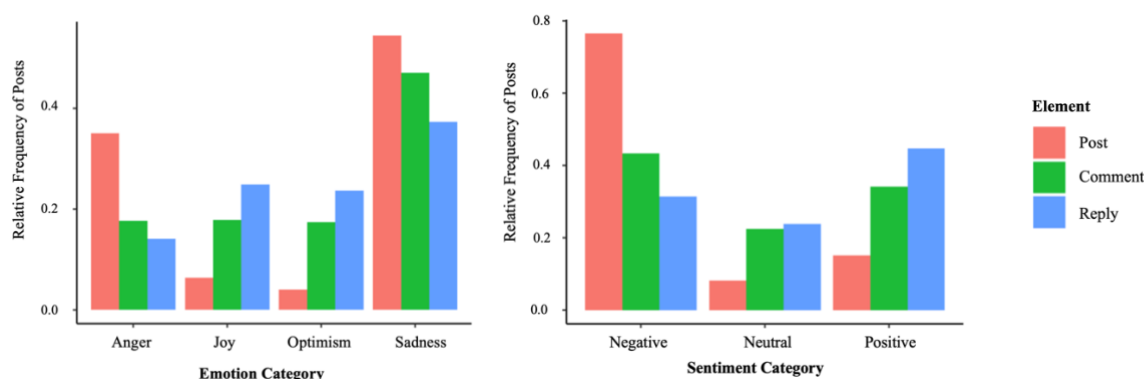 Relative Frequency of Posts
0.4
0.2
0.0
Anger
Joy
Optimism
Sadness
Emotion Category
Relative Frequency of Posts
0.8
0.6
0.4
0.2
0.0
Negative
Neutral
Positive
Sentiment Category
Element
Post
Comment
Reply